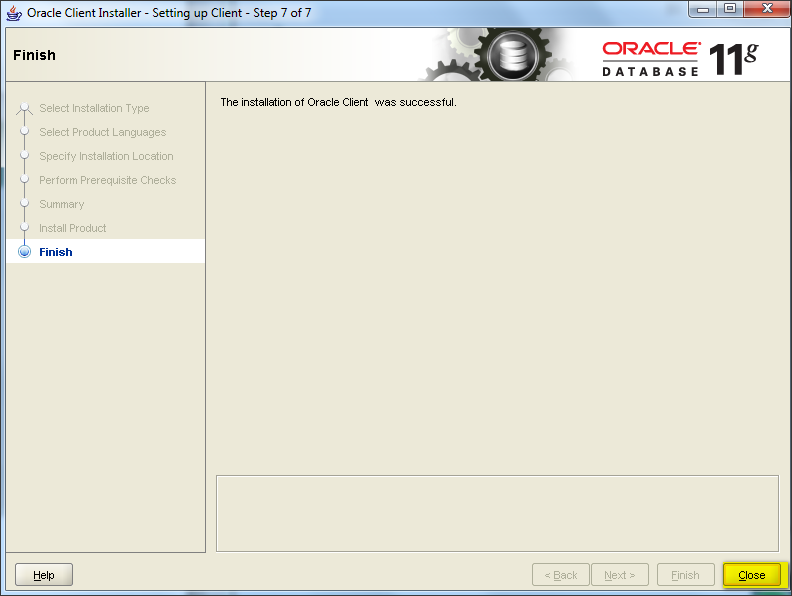 Oracle Client Installer - Setting up Client - Step 7 of 7
Finish
ORACLE
DATABASE
11g
Select Installation Type
Select Product Languages
Specify Installation Location
Perform Prerequisite Checks
Summary
Install Product
Finish
The installation of Oracle Client  was successful.
Help
< Back
Next >
Finish
Close